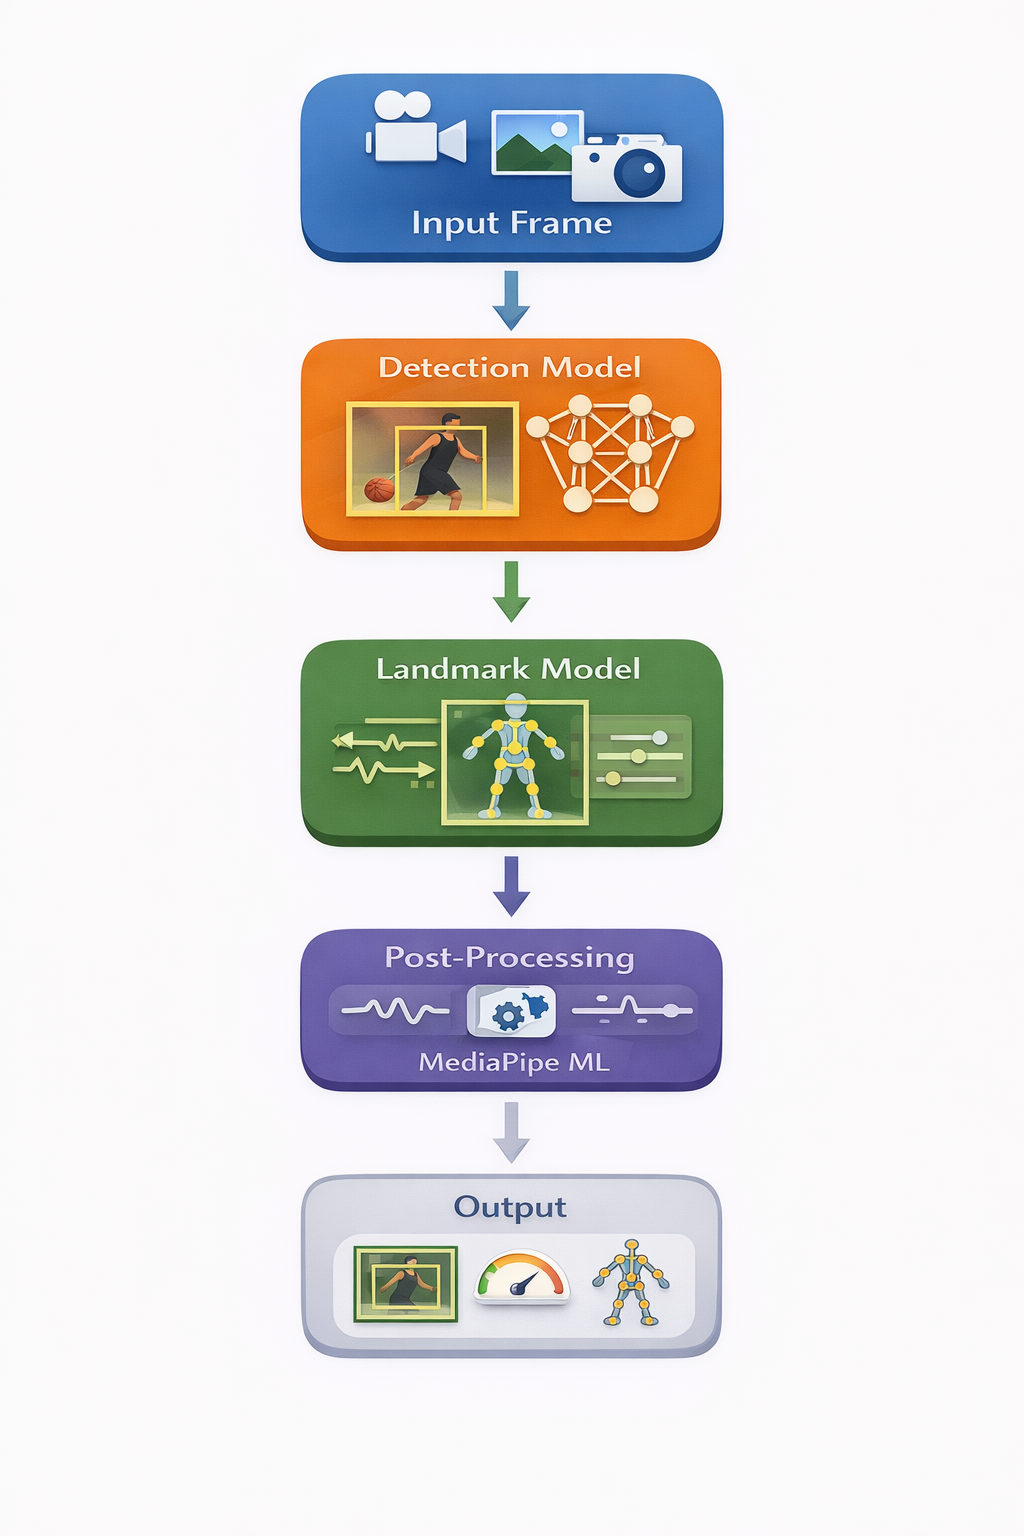 Input Frame
Detection Model
Landmark Model
Post-Processing
MediaPipe ML
Output